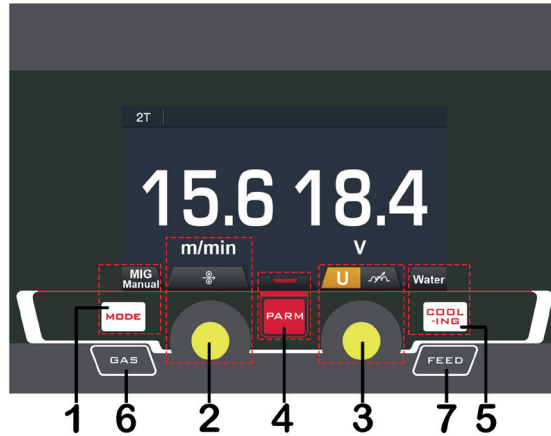 2T
15.6 18.4
m/min V
MIG
Manual
U
Water
MODE
PARM
COOL
-ING
GAS
FEED
1 6 2 4 3 7 5